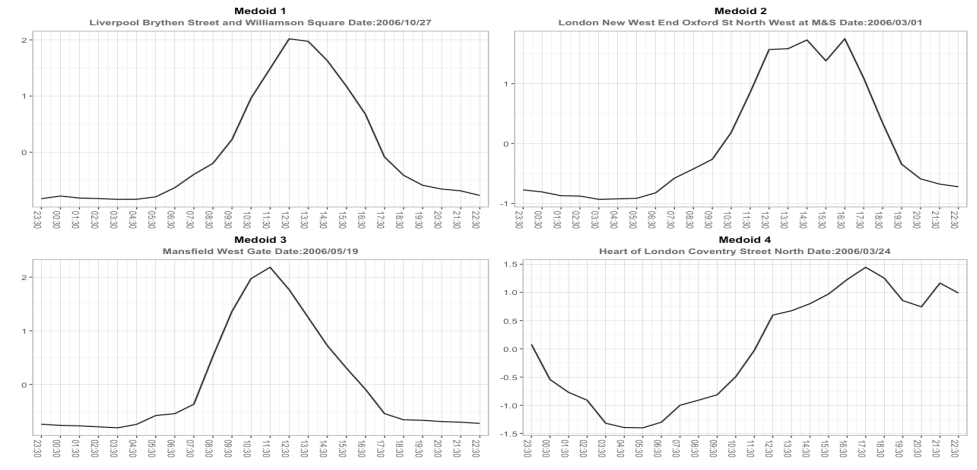 Medoid 1
Liverpool Brythen Street and Williamson Square Date:2006/10/27
2
1
0
23:30 00:30 01:30 02:30 03:30 04:30 05:30 06:30 07:30 08:30 09:30 10:30 11:30 12:30 13:30 14:30 15:30 16:30 17:30 18:30 19:30 20:30 21:30 22:30
Medoid 2
London New West End Oxford St North West at M&S Date:2006/03/01
1
0
-1
23:30 00:30 01:30 02:30 03:30 04:30 05:30 06:30 07:30 08:30 09:30 10:30 11:30 12:30 13:30 14:30 15:30 16:30 17:30 18:30 19:30 20:30 21:30 22:30
Medoid 3
Mansfield West Gate Date:2006/05/19
2
1
0
23:30 00:30 01:30 02:30 03:30 04:30 05:30 06:30 07:30 08:30 09:30 10:30 11:30 12:30 13:30 14:30 15:30 16:30 17:30 18:30 19:30 20:30 21:30 22:30
Medoid 4
Heart of London Coventry Street North Date:2006/03/24
1.5
1.0
0.5
0.0
-0.5
-1.0
-1.5
23:30 00:30 01:30 02:30 03:30 04:30 05:30 06:30 07:30 08:30 09:30 10:30 11:30 12:30 13:30 14:30 15:30 16:30 17:30 18:30 19:30 20:30 21:30 22:30